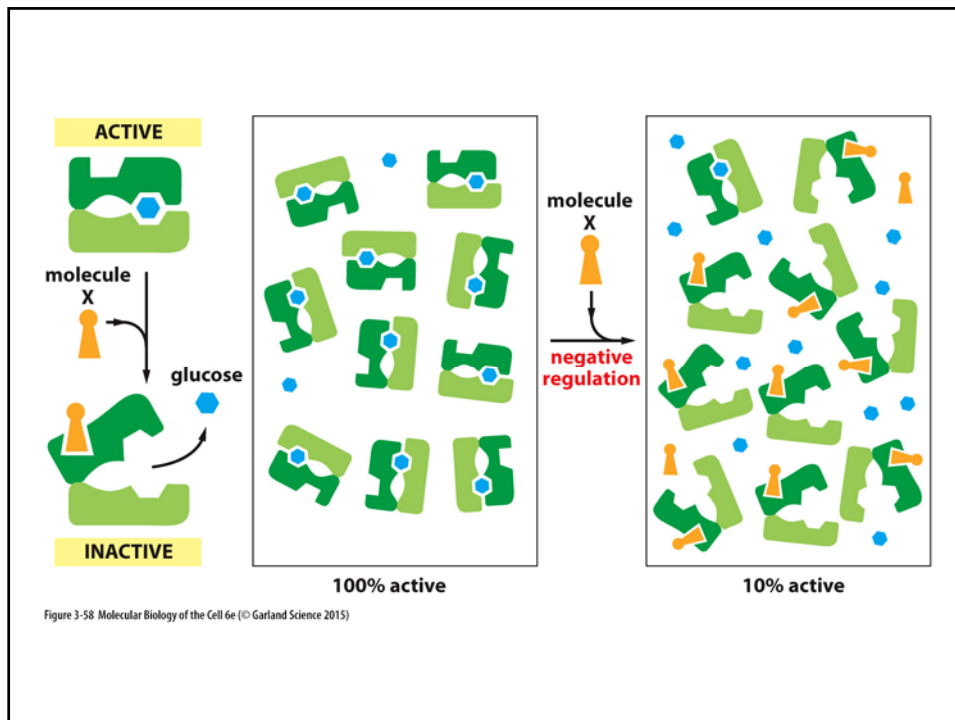 ACTIVE
molecule
X
glucose
INACTIVE
100% active
molecule
X
negative
regulation
10% active
Figure 3-58 Molecular Biology of the Cell 6e (© Garland Science 2015)